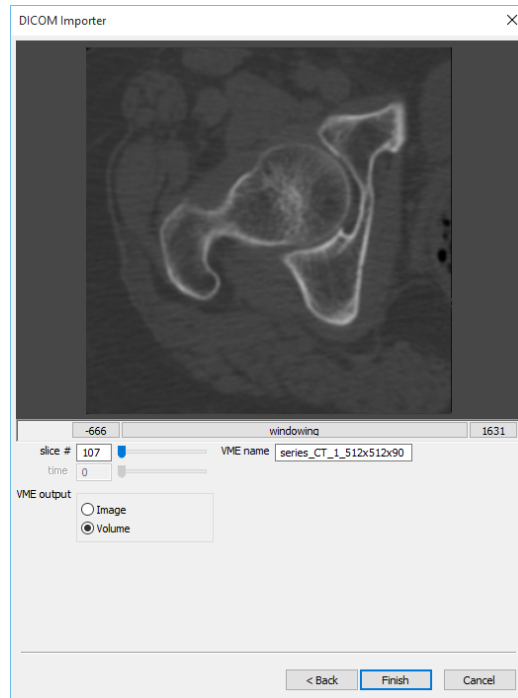 DICOM Importer
-666 windowing 1631
slice # 107 VME name series_CT_1_512x512x90
time 0
VME output
Image
Volume
< Back Finish Cancel